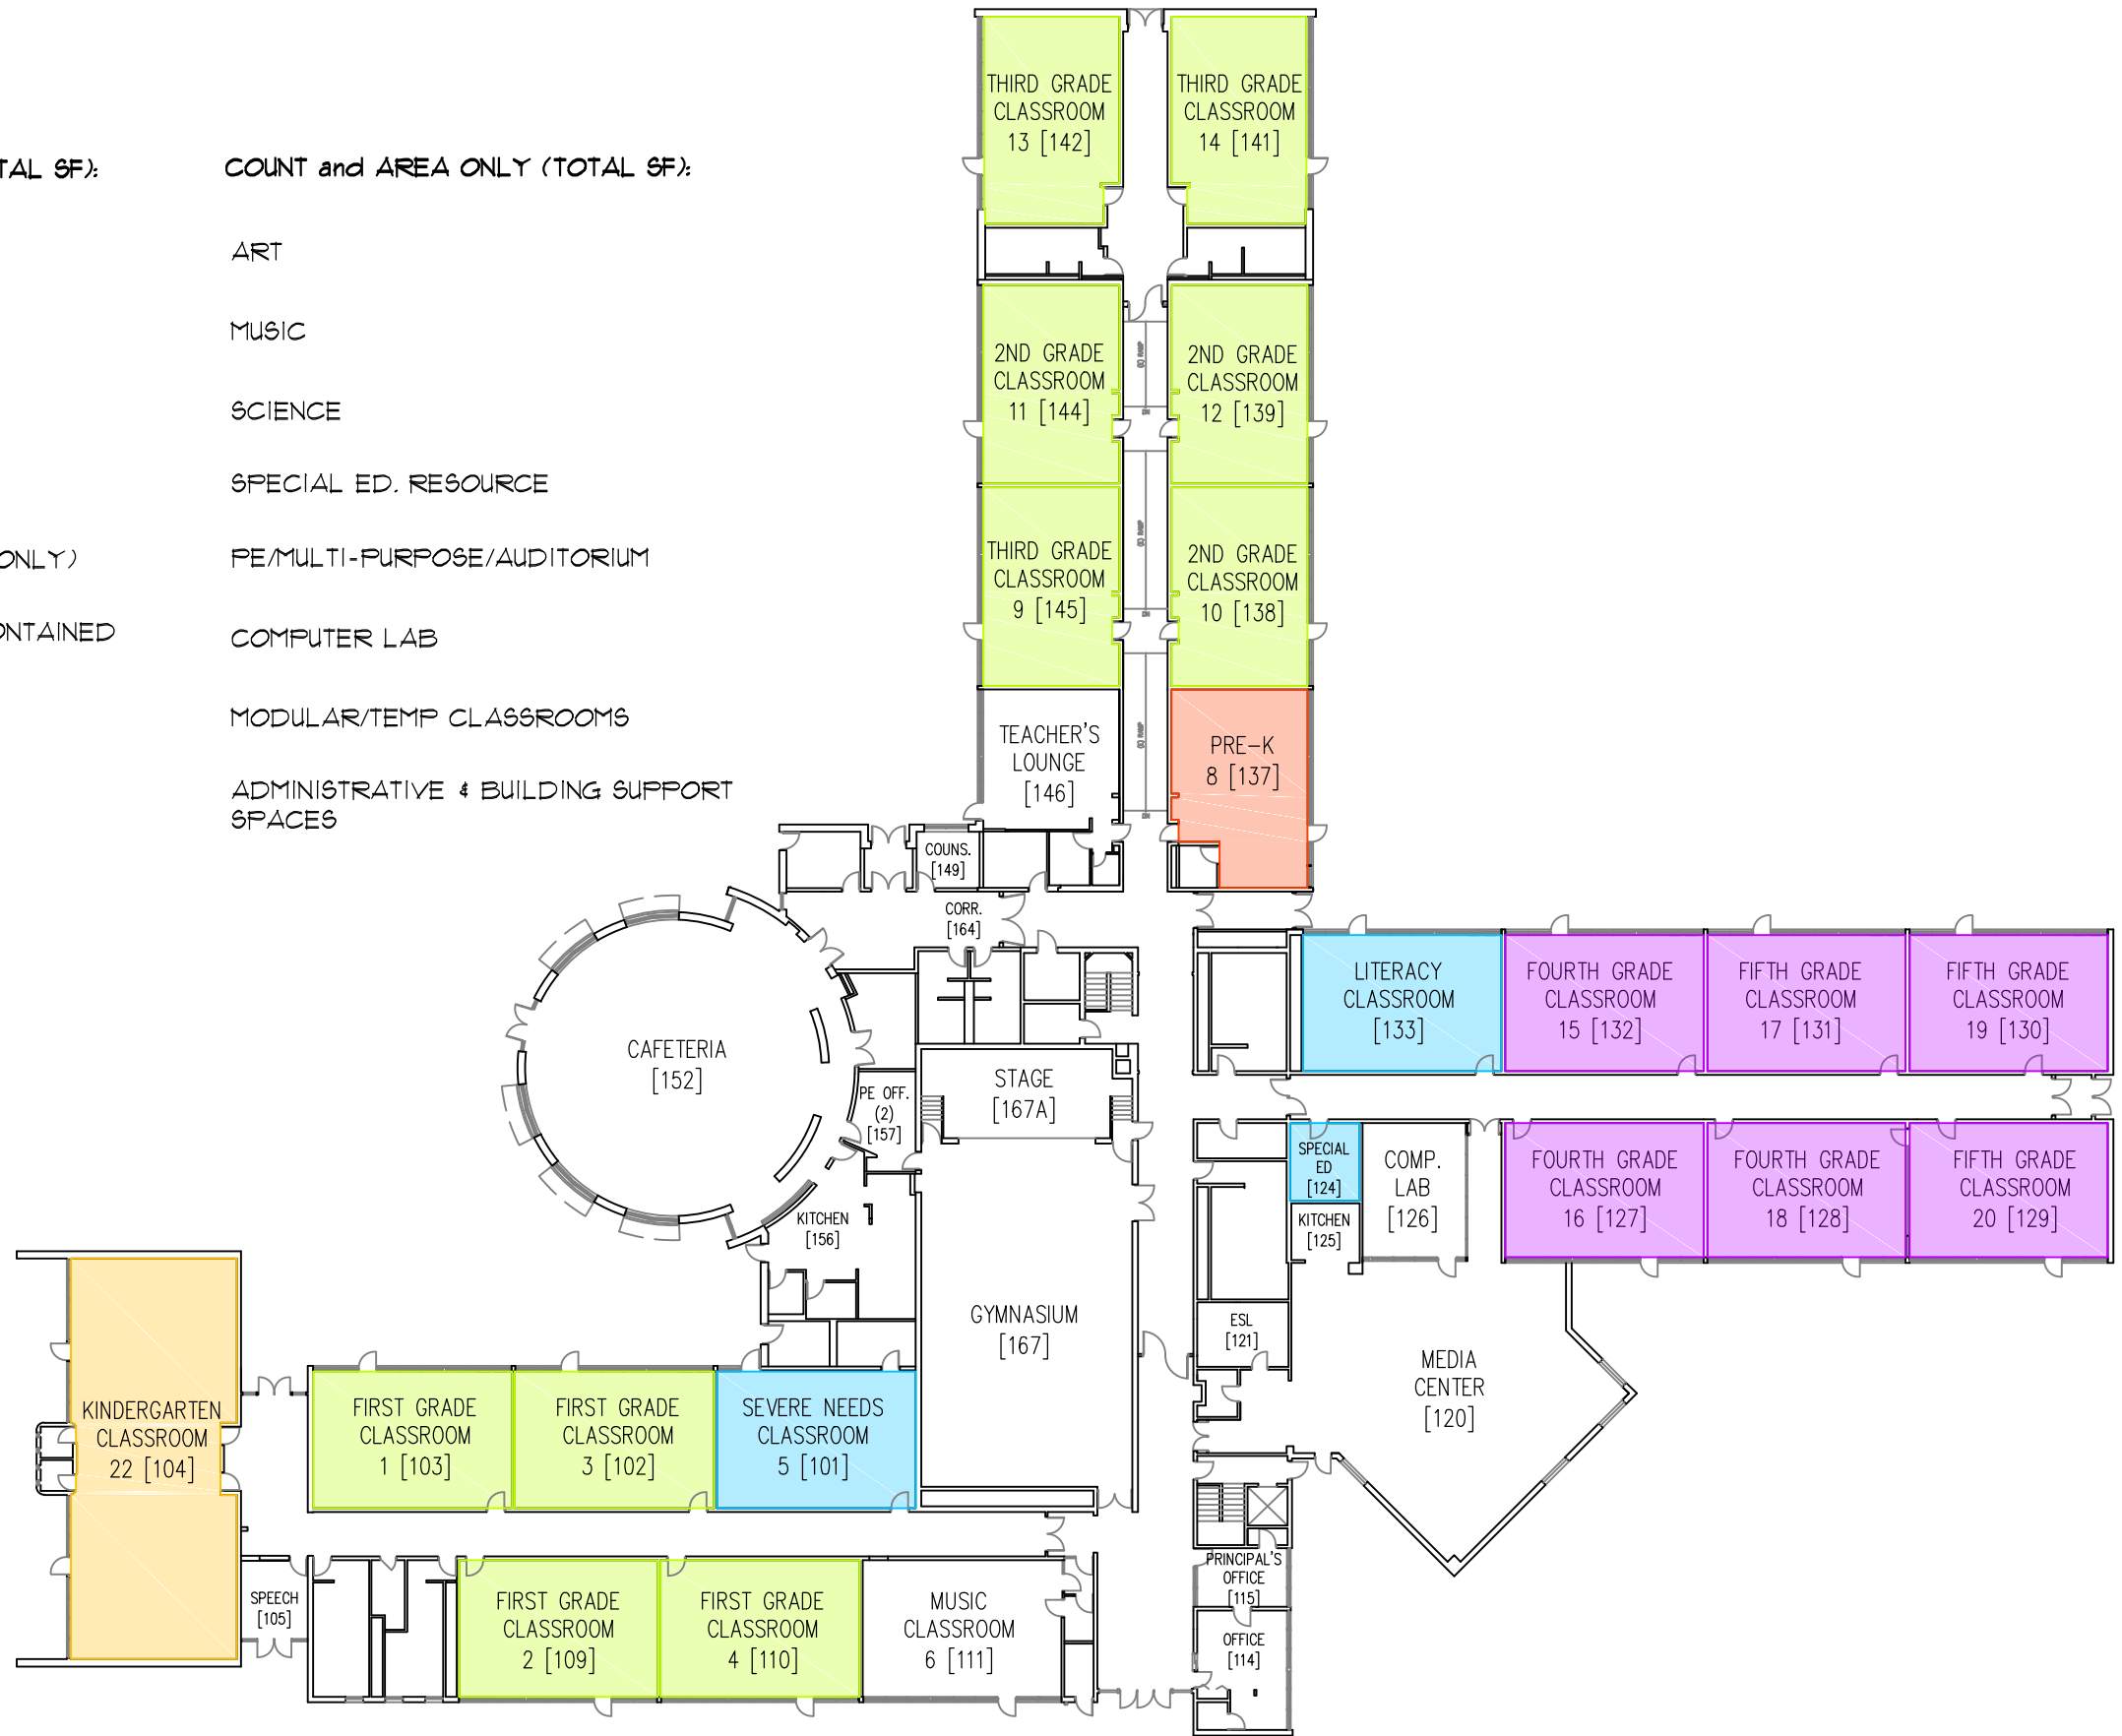 TAL SF):
COUNT and AREA ONLY (TOTAL SF):
ART
MUSIC
SCIENCE
SPECIAL ED. RESOURCE
ONLY)
PE/MULTI-PURPOSE/AUDITORIUM
ONTAINED
COMPUTER LAB
MODULAR/TEMP CLASSROOMS
ADMINISTRATIVE & BUILDING SUPPORT
SPACES
THIRD GRADE
CLASSROOM
13 [142]
THIRD GRADE
CLASSROOM
14 [141]
2ND GRADE
CLASSROOM
11 [144]
2ND GRADE
CLASSROOM
12 [139]
(E) RAMP
THIRD GRADE
CLASSROOM
9 [145]
2ND GRADE
CLASSROOM
10 [138]
(E) RAMP
TEACHER'S
LOUNGE
[146]
PRE-K
8 [137]
(E) RAMP
COUNS.
[149]
CORR.
[164]
CAFETERIA
[152]
PE OFF.
(2)
[157]
STAGE
[167A]
KITCHEN
[156]
GYMNASIUM
[167]
LITERACY
CLASSROOM
[133]
FOURTH GRADE
CLASSROOM
15 [132]
FIFTH GRADE
CLASSROOM
17 [131]
FIFTH GRADE
CLASSROOM
19 [130]
SPECIAL
ED
[124]
KITCHEN
[125]
COMP.
LAB
[126]
FOURTH GRADE
CLASSROOM
16 [127]
FOURTH GRADE
CLASSROOM
18 [128]
FIFTH GRADE
CLASSROOM
20 [129]
ESL
[121]
MEDIA
CENTER
[120]
KINDERGARTEN
CLASSROOM
22 [104]
FIRST GRADE
CLASSROOM
1 [103]
FIRST GRADE
CLASSROOM
3 [102]
SEVERE NEEDS
CLASSROOM
5 [101]
SPEECH
[105]
FIRST GRADE
CLASSROOM
2 [109]
FIRST GRADE
CLASSROOM
4 [110]
MUSIC
CLASSROOM
6 [111]
PRINCIPAL'S
OFFICE
[115]
OFFICE
[114]